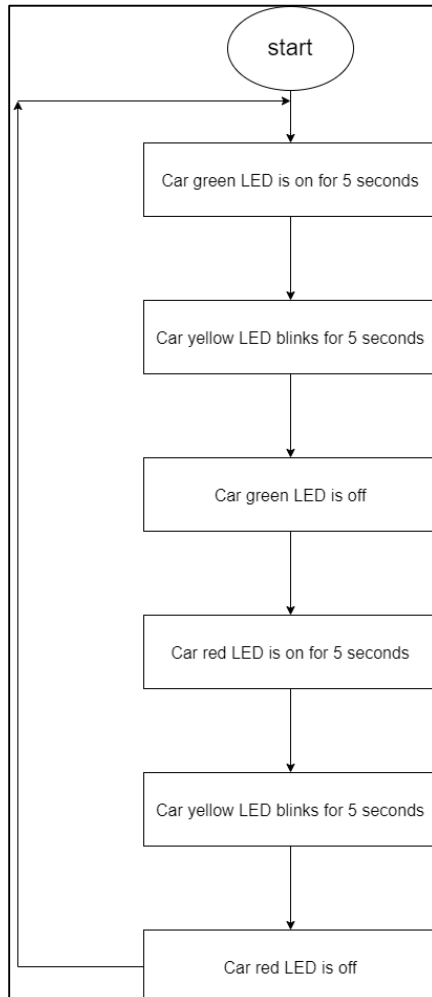 start
Car green LED is on for 5 seconds
Car yellow LED blinks for 5 seconds
Car green LED is off
Car red LED is on for 5 seconds
Car yellow LED blinks for 5 seconds
Car red LED is off